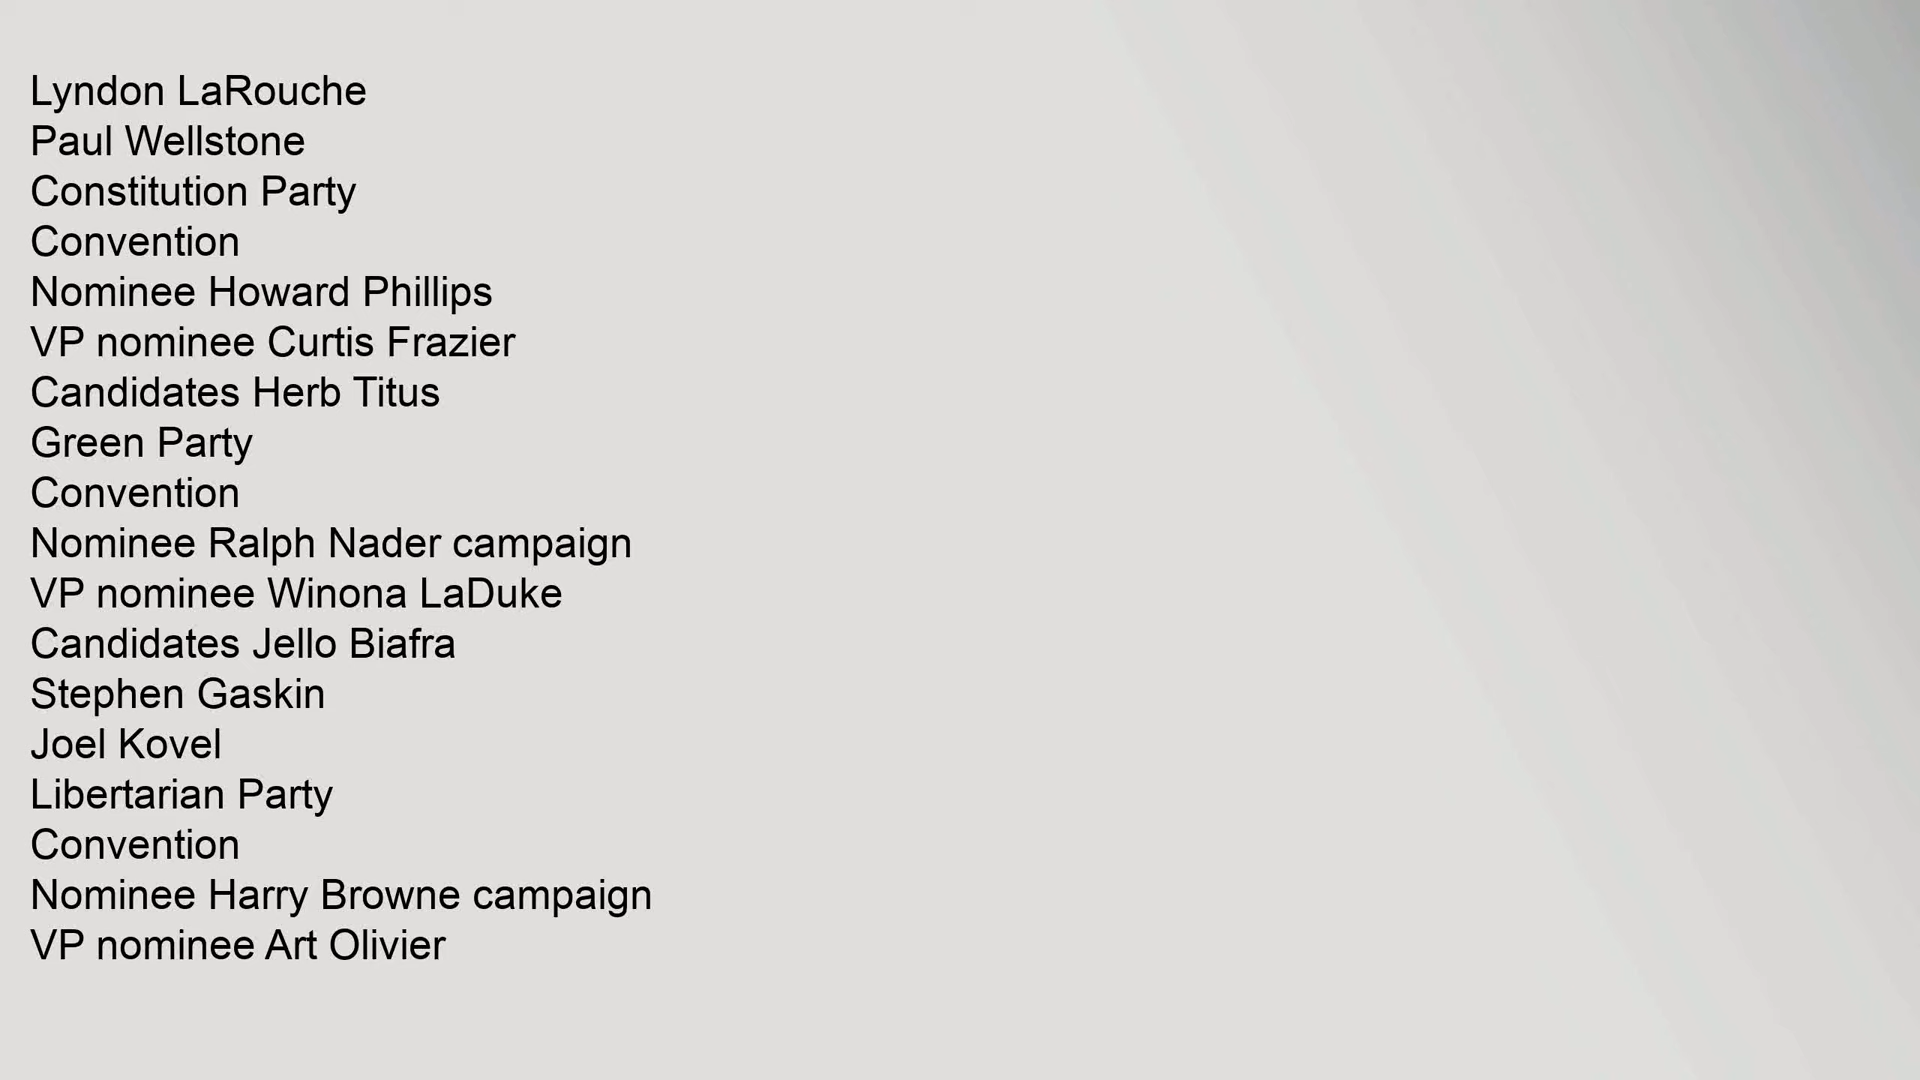 Lyndon LaRouche
Paul Wellstone
Constitution Party
Convention
Nominee Howard Phillips
VP nominee Curtis Frazier
Candidates Herb Titus
Green Party
Convention
Nominee Ralph Nader campaign
VP nominee Winona LaDuke
Candidates Jello Biafra
Stephen Gaskin
Joel Kovel
Libertarian Party
Convention
Nominee Harry Browne campaign
VP nominee Art Olivier